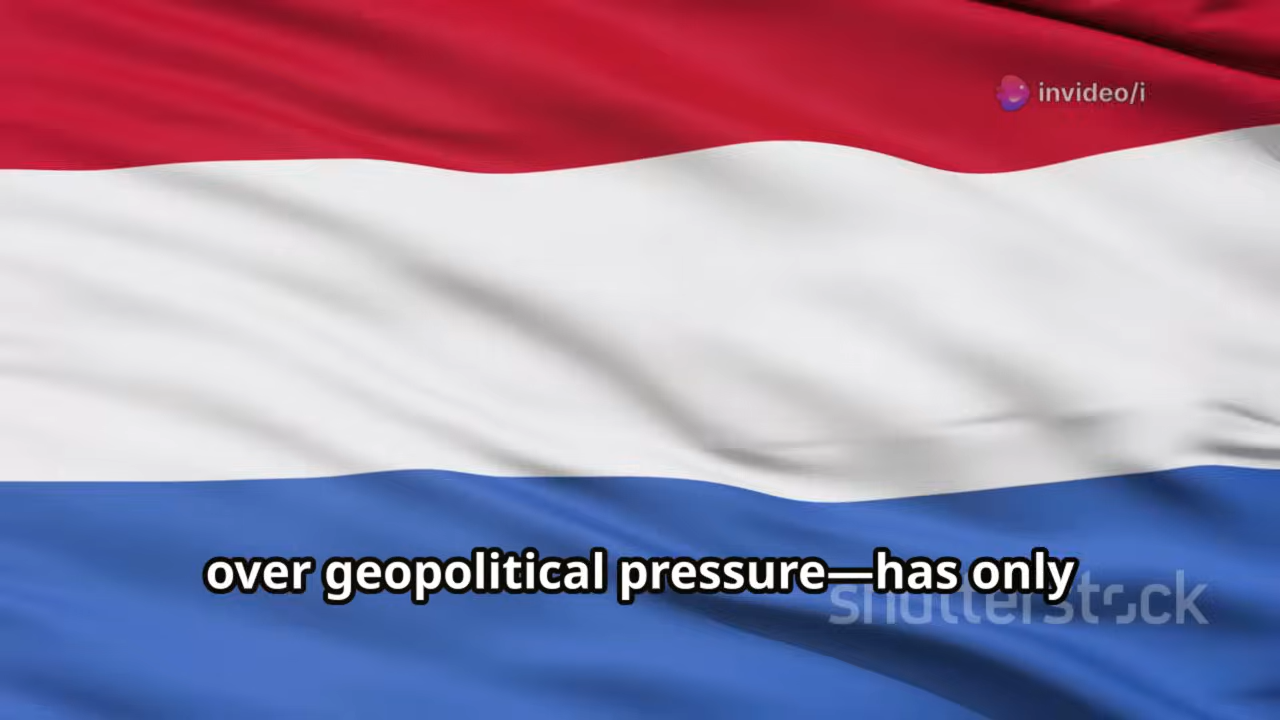 invideo/i
over geopolitical pressure—has only
shutterstock